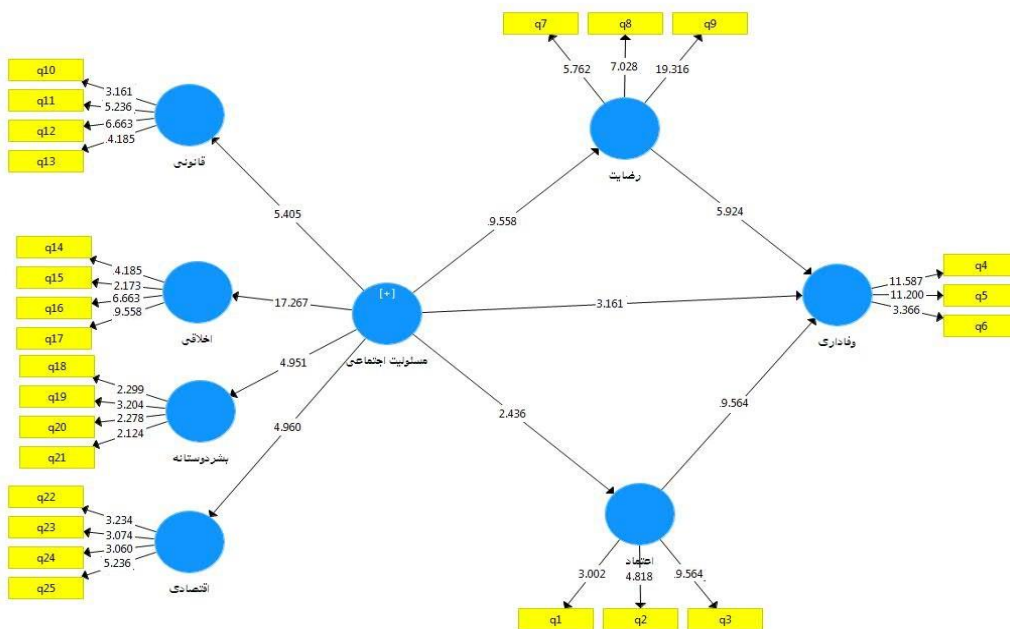 q7
q8
q9
5.762
7.028
19.316
رضایت
q10
q11
q12
q13
3.161
5.236
6.663
4.185
قانونی
5.405
9.558
5.924
q14
q15
q16
q17
4.185
2.173
6.663
9.558
اخلاقی
17.267
[+]
مسئولیت اجتماعی
3.161
q4
q5
q6
11.587
11.200
3.366
وفاداری
q18
q19
q20
q21
2.299
3.204
2.278
2.124
بشردوستانه
4.951
4.960
2.436
9.564
q22
q23
q24
q25
3.234
3.074
3.060
5.236
اقتصادی
اعتماد
3.002
4.818
9.564
q1
q2
q3